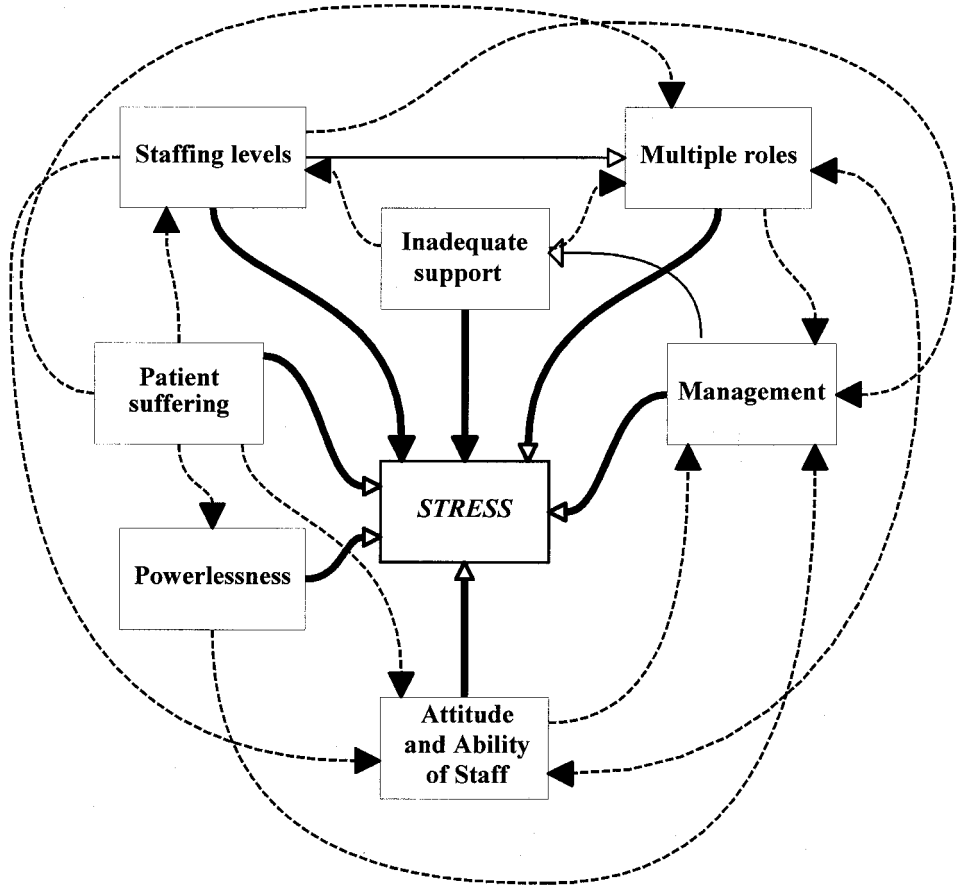 Staffing levels
Multiple roles
Inadequate
support
Patient
suffering
Management
STRESS
Powerlessness
Attitude
and Ability
of Staff